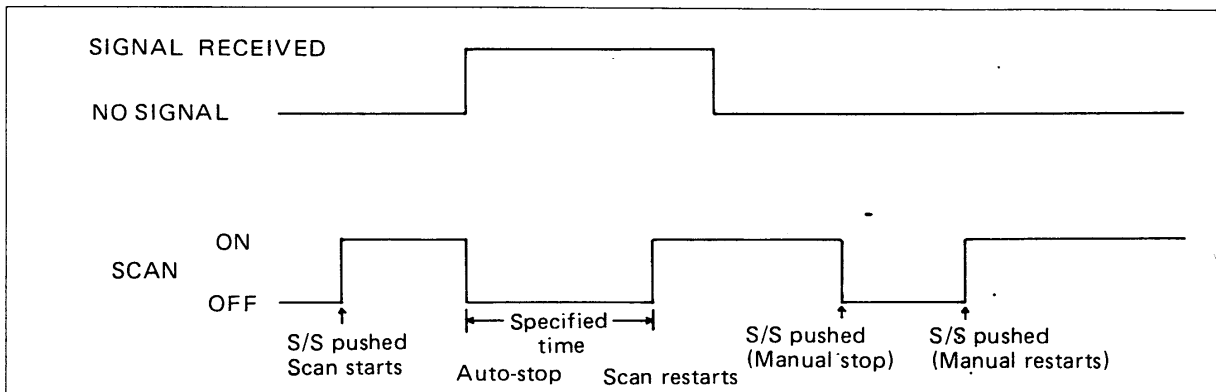 SIGNAL RECEIVED
NO SIGNAL
ON
SCAN
OFF
S/S pushed
Scan starts
Specified
time
Auto-stop
Scan restarts
S/S pushed
(Manual stop)
S/S pushed
(Manual restarts)